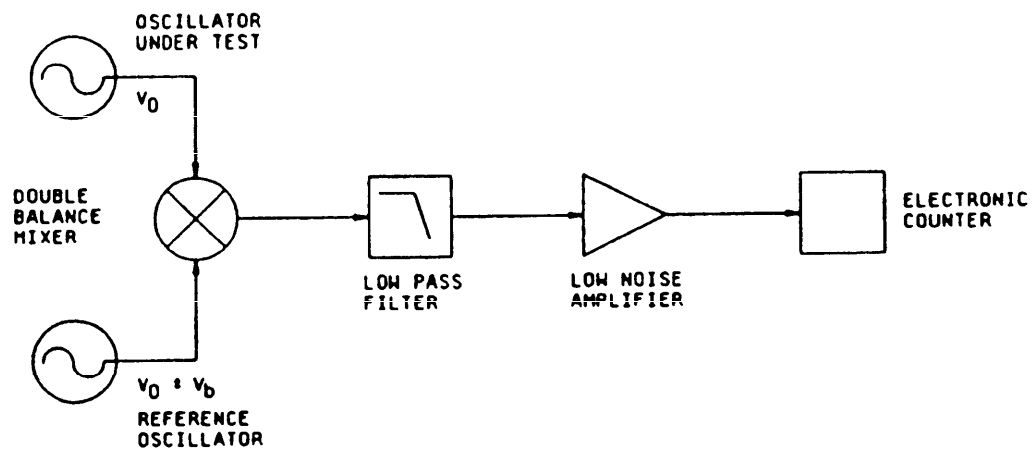 OSCILLATOR
UNDER TEST
V0
DOUBLE
BALANCE
MIXER
LOW PASS
FILTER
LOW NOISE
AMPLIFIER
ELECTRONIC
COUNTER
V0 : Vb
REFERENCE
OSCILLATOR